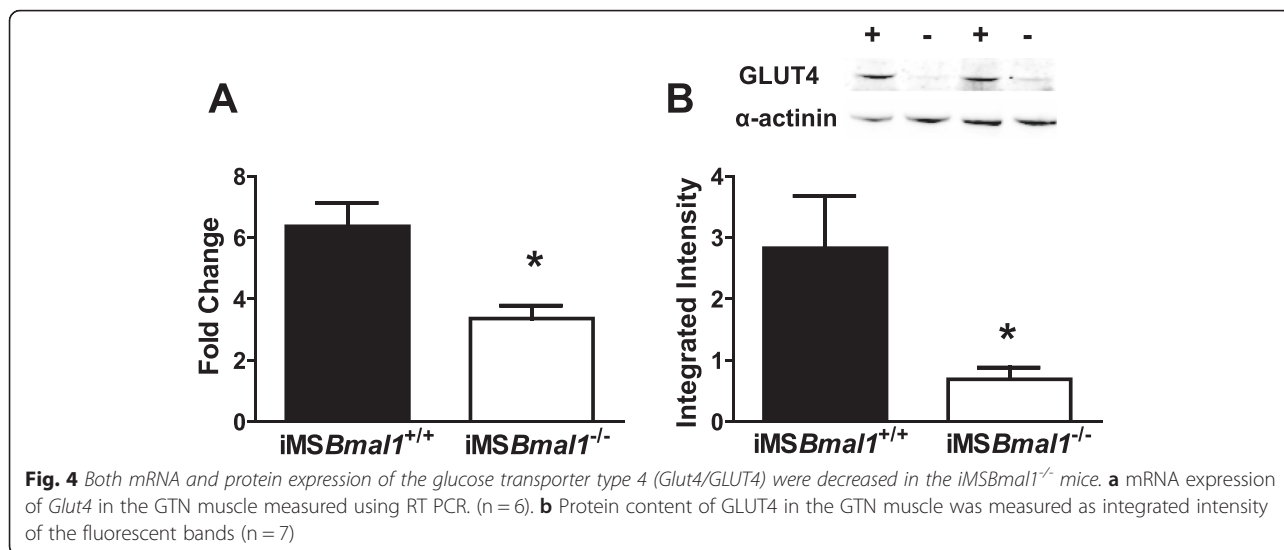 A
Fold Change
8
6
4
2
0
*
iMSBmal1+/+ iMSBmal1-/-
B
+ - + -
GLUT4
α-actinin
Integrated Intensity
4
3
2
1
0
*
iMSBmal1+/+ iMSBmal1-/-
Fig. 4 Both mRNA and protein expression of the glucose transporter type 4 (Glut4/GLUT4) were decreased in the iMSBmal1-/- mice. a mRNA expression
of Glut4 in the GTN muscle measured using RT PCR. (n = 6). b Protein content of GLUT4 in the GTN muscle was measured as integrated intensity
of the fluorescent bands (n = 7)